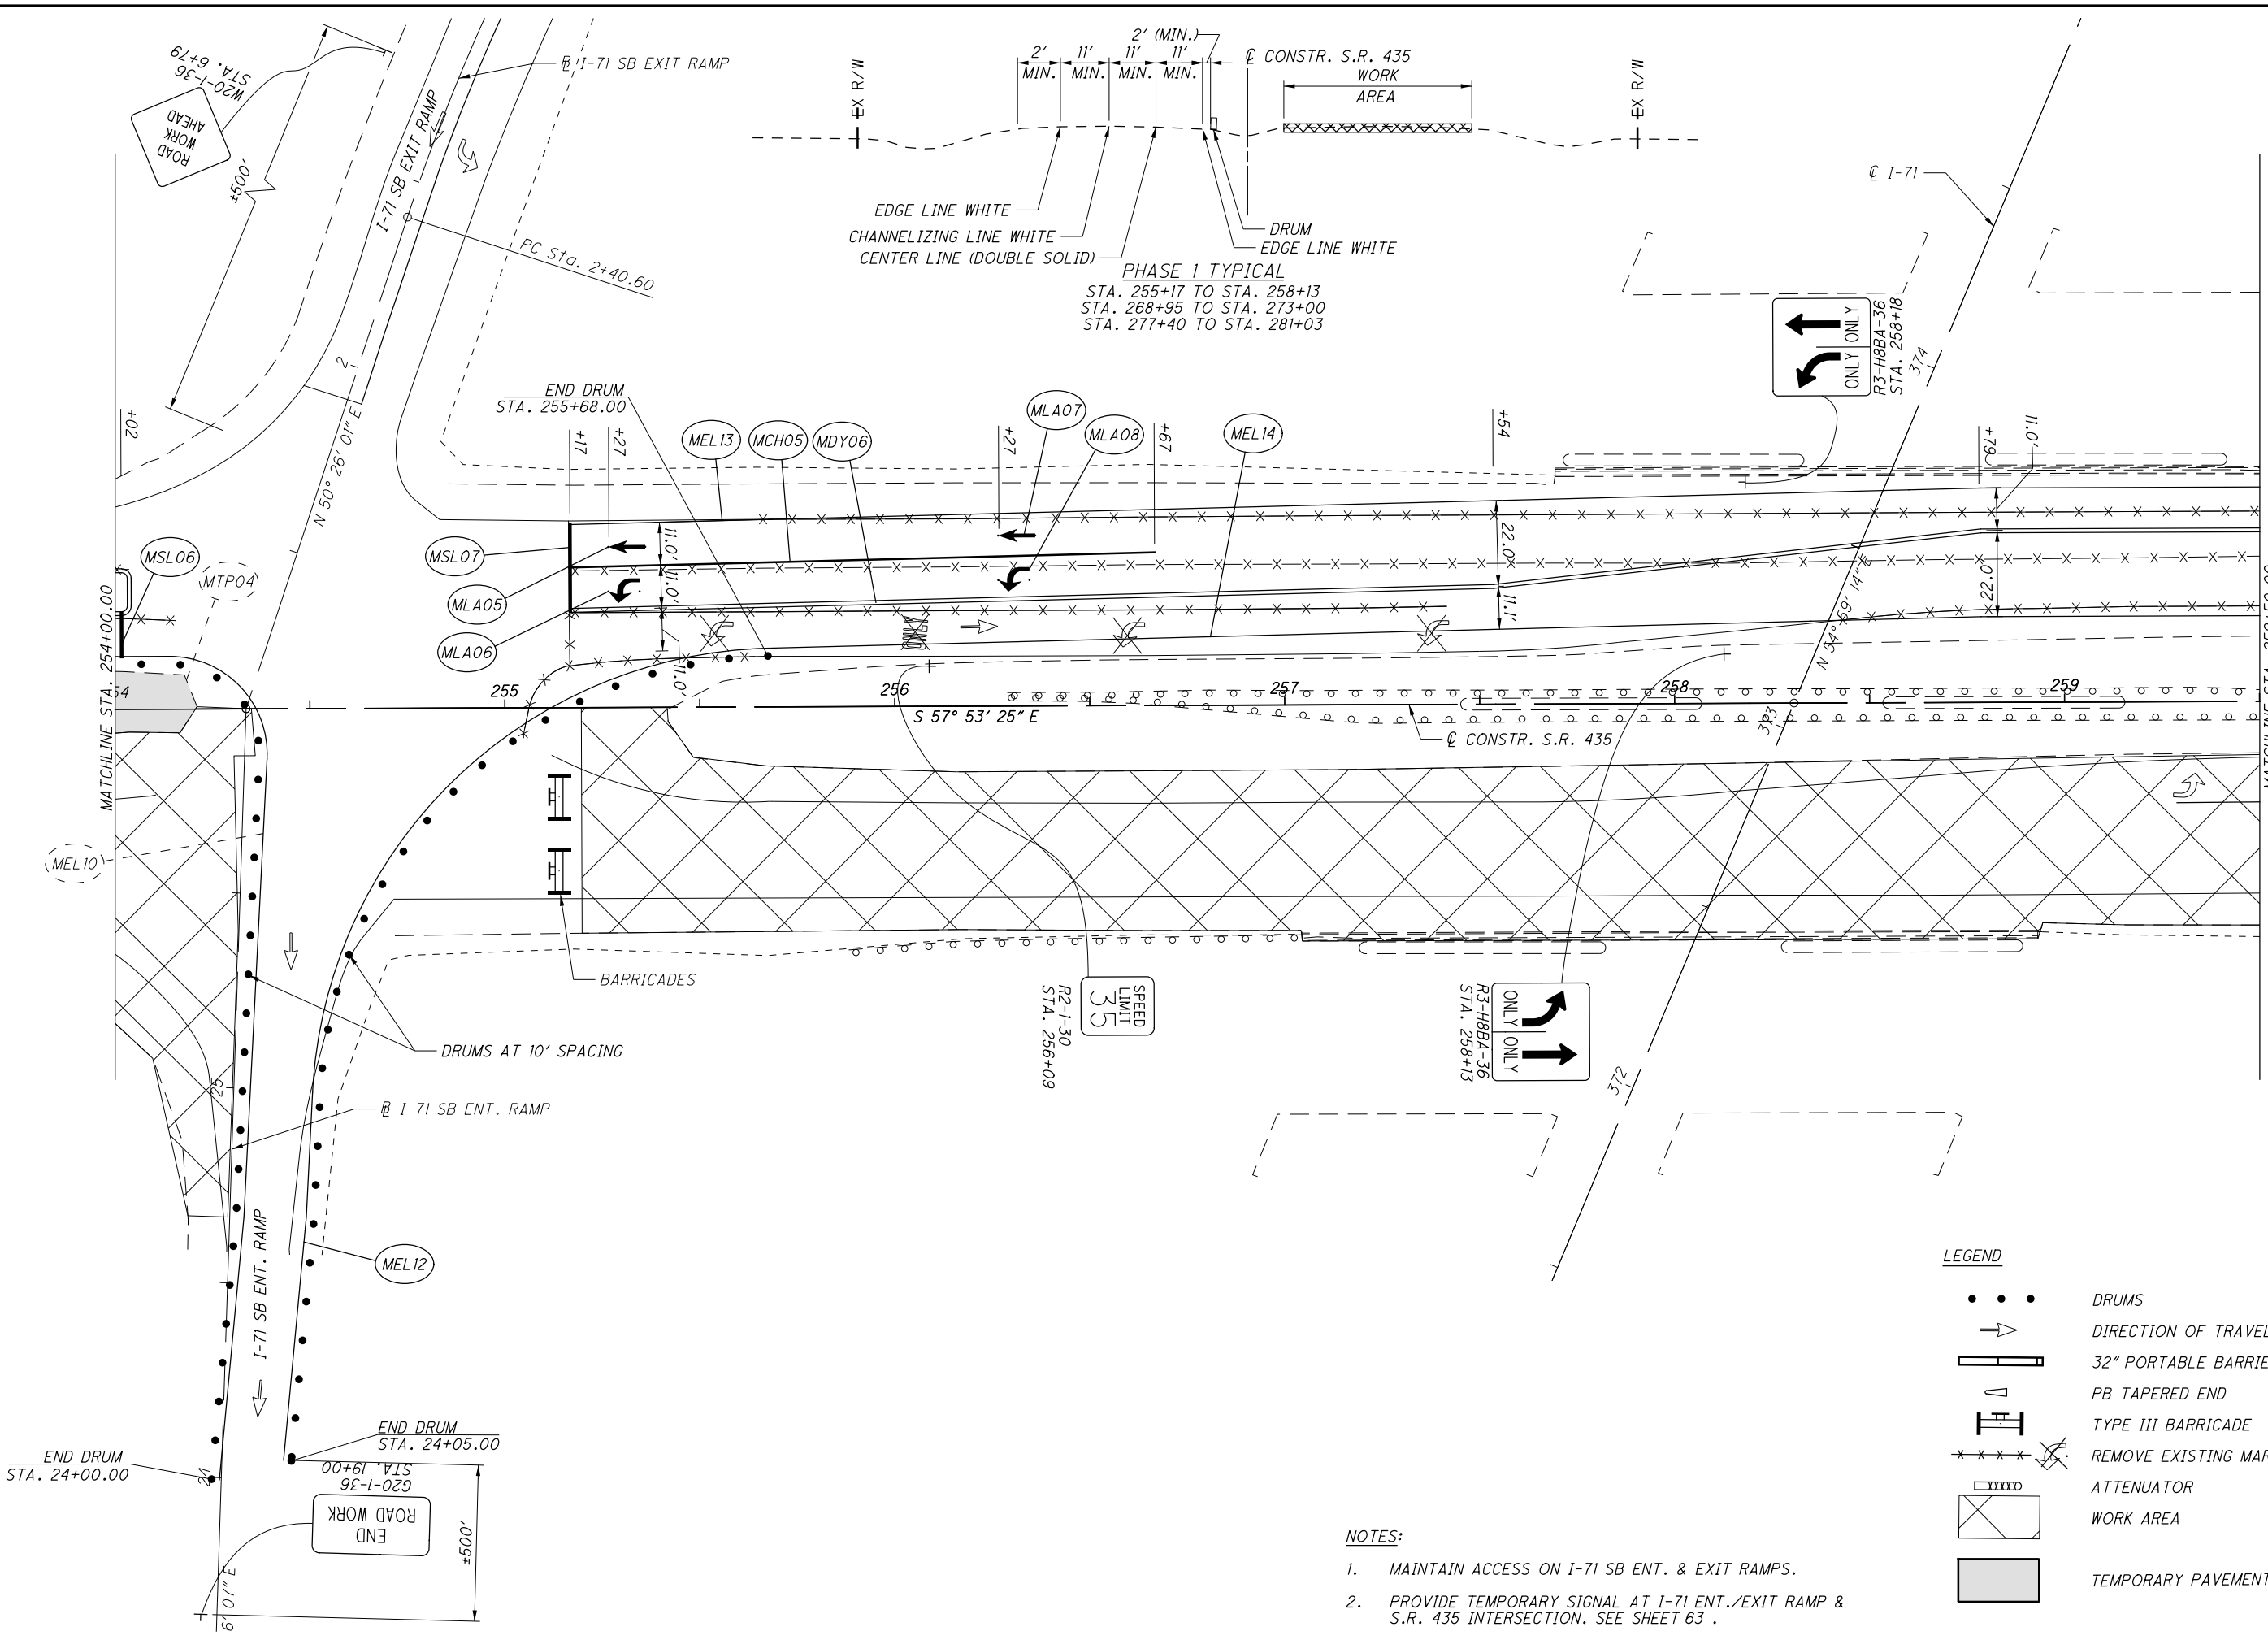 W20-1-36
STA. 6+79
ROAD
WORK
AHEAD
±500'
I-71 SB EXIT RAMP
℄ I-71 SB EXIT RAMP
PC Sta. 2+40.60
2
N 50° 26' 01" E
2' (MIN.)
2'
11'
11'
11'
MIN.
MIN.
MIN.
MIN.
℄ CONSTR. S.R. 435
WORK
AREA
EX R/W
EX R/W
EDGE LINE WHITE
CHANNELIZING LINE WHITE
CENTER LINE (DOUBLE SOLID)
DRUM
EDGE LINE WHITE
PHASE 1 TYPICAL
STA. 255+17 TO STA. 258+13
STA. 268+95 TO STA. 273+00
STA. 277+40 TO STA. 281+03
℄ I-71
ONLY
ONLY
R3-H8BA-36
STA. 258+18
374
+02
END DRUM
STA. 255+68.00
+17
+27
MEL13
MCH05
MDY06
+27
MLA07
MLA08
+67
MEL14
+54
+79
11.0'
MSL06
MTP04
MSL07
MLA05
MLA06
11.0'
11.0'
11.0'
22.0'
11.1'
22.0'
N 54° 59' 14" E
MATCHLINE STA. 254+00.00
54
255
256
257
258
259
S 57° 53' 25" E
℄ CONSTR. S.R. 435
373
MEL10
BARRICADES
SPEED
LIMIT
35
R2-1-30
STA. 256+09
ONLY
ONLY
R3-H8BA-36
STA. 258+13
372
DRUMS AT 10' SPACING
25
℄ I-71 SB ENT. RAMP
I-71 SB ENT. RAMP
MEL12
END DRUM
STA. 24+05.00
END DRUM
STA. 24+00.00
24
G20-1-36
STA. 19+00
END
ROAD WORK
±500'
6' 07" E
LEGEND
DRUMS
DIRECTION OF TRAVEL
32" PORTABLE BARRIE
PB TAPERED END
TYPE III BARRICADE
REMOVE EXISTING MAR
ATTENUATOR
WORK AREA
TEMPORARY PAVEMENT
NOTES:
1. MAINTAIN ACCESS ON I-71 SB ENT. & EXIT RAMPS.
2. PROVIDE TEMPORARY SIGNAL AT I-71 ENT./EXIT RAMP &
S.R. 435 INTERSECTION. SEE SHEET 63 .